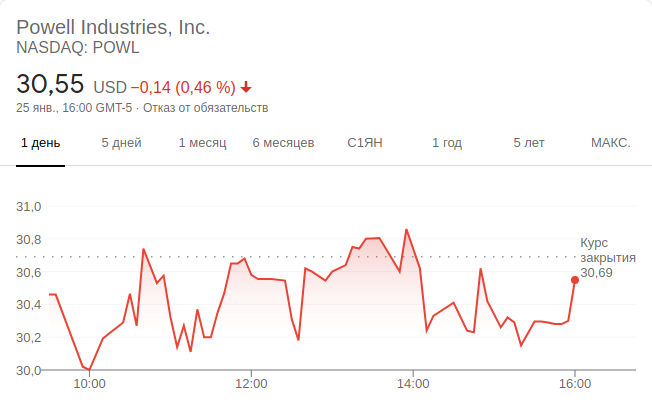 Powell Industries, Inc.
NASDAQ: POWL
30,55 USD −0,14 (0,46 %)
25 янв., 16:00 GMT-5 · Отказ от обязательств
1 день 5 дней 1 месяц 6 месяцев С1ЯН 1 год 5 лет МАКС.
31,0
30,8
Курс
закрытия
30,69
30,6
30,4
30,2
30,0
10:00 12:00 14:00 16:00